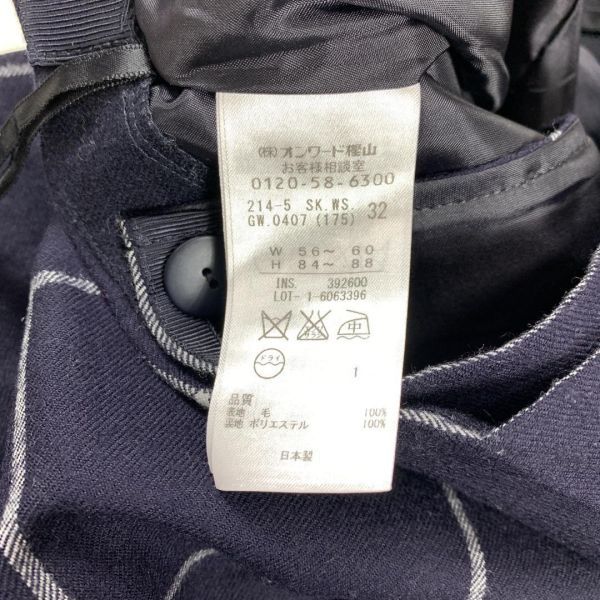 ㈱オンワード樫山
お客様相談室
0120-58-6300
214-5 SK.WS. 32
GW.0407 (175)
W 56～ 60
H 84～ 88
INS. 392600
LOT- 1-6063396
中
ドライ
1
品質
表地 毛 100%
裏地 ポリエステル 100%
日本製